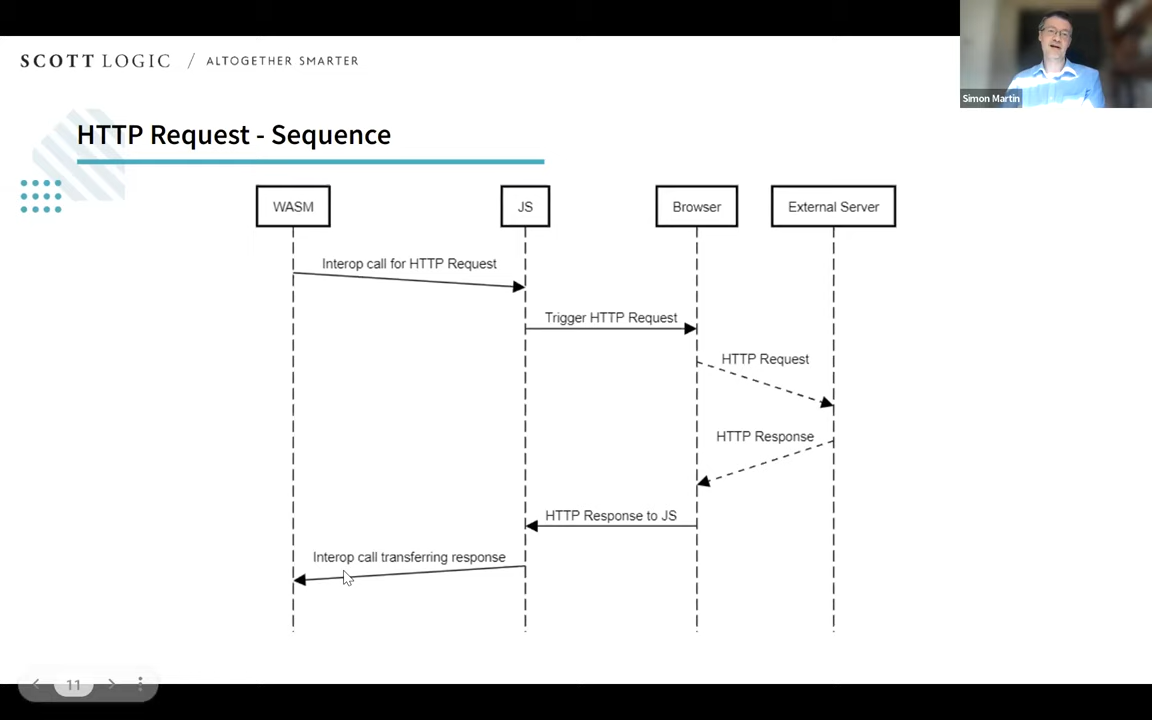 SCOTT LOGIC / ALTOGETHER SMARTER
Simon Martin
HTTP Request - Sequence
WASM
JS
Browser
External Server
Interop call for HTTP Request
Trigger HTTP Request
HTTP Request
HTTP Response
HTTP Response to JS
Interop call transferring response
11